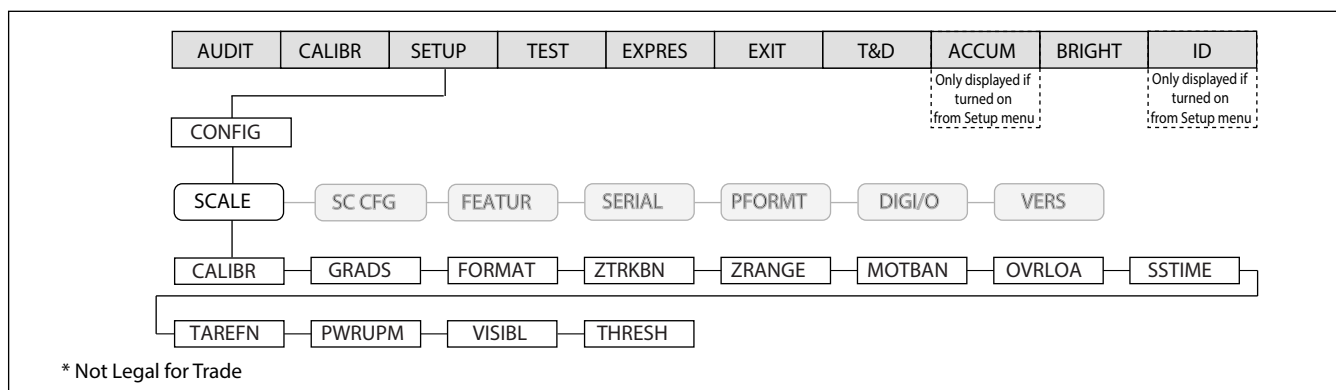 AUDIT CALIBR SETUP TEST EXPRES EXIT T&D ACCUM BRIGHT ID
Only displayed if
turned on
from Setup menu
Only displayed if
turned on
from Setup menu
CONFIG
SCALE SC CFG FEATUR SERIAL PFORMT DIGI/O VERS
CALIBR GRADS FORMAT ZTRKBN ZRANGE MOTBAN OVRLOA SSTIME
TAREFN PWRUPM VISIBL THRESH
* Not Legal for Trade